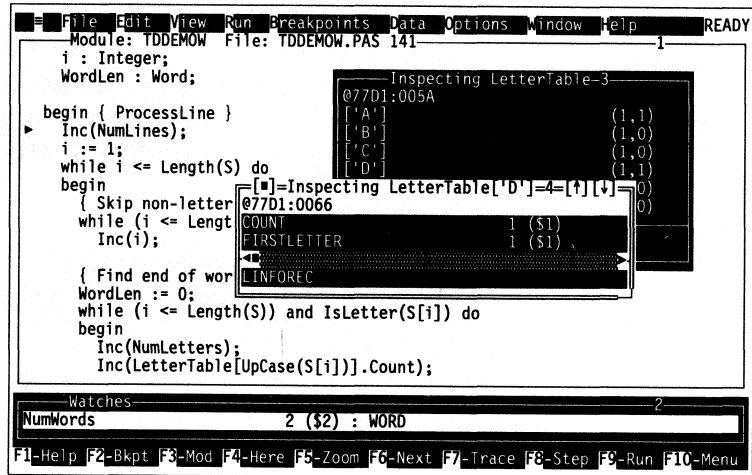 ≡ File Edit View Run Breakpoints Data Options Window Help READY
Module: TDDEMOW File: TDDEMOW.PAS 141 1
i : Integer;
WordLen : Word;
begin { ProcessLine }
Inc(NumLines);
i := 1;
while i <= Length(S) do
begin
{ Skip non-letter
while (i <= Lengt
Inc(i);
{ Find end of wor
WordLen := 0;
while (i <= Length(S)) and IsLetter(S[i]) do
begin
Inc(NumLetters);
Inc(LetterTable[UpCase(S[i])].Count);
Inspecting LetterTable-3
@77D1:005A
['A'] (1,1)
['B'] (1,0)
['C'] (1,0)
['D'] (1,1)
0)
0)
[■]=Inspecting LetterTable['D']=4=[↑][↓]
@77D1:0066
COUNT 1 ($1)
FIRSTLETTER 1 ($1)
LINFOREC
Watches 2
NumWords 2 ($2) : WORD
F1-Help F2-Bkpt F3-Mod F4-Here F5-Zoom F6-Next F7-Trace F8-Step F9-Run F10-Menu